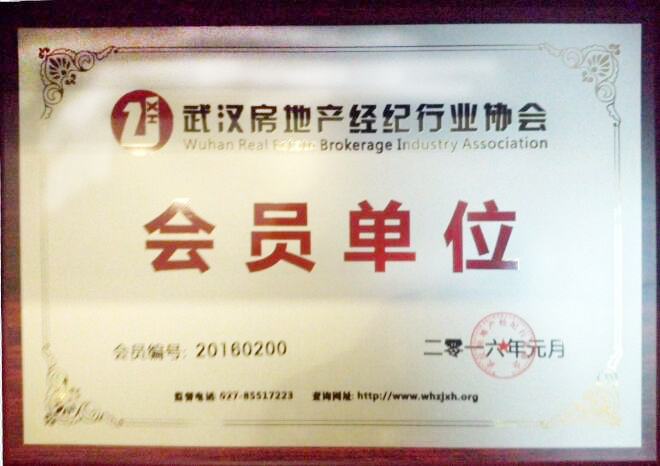 武汉房地产经纪行业协会
Wuhan Real Estate Brokerage Industry Association
会员单位
会员编号: 20160200
二零一六年元月
监督电话: 027-85517223 查询网址: http://www.whzjxh.org